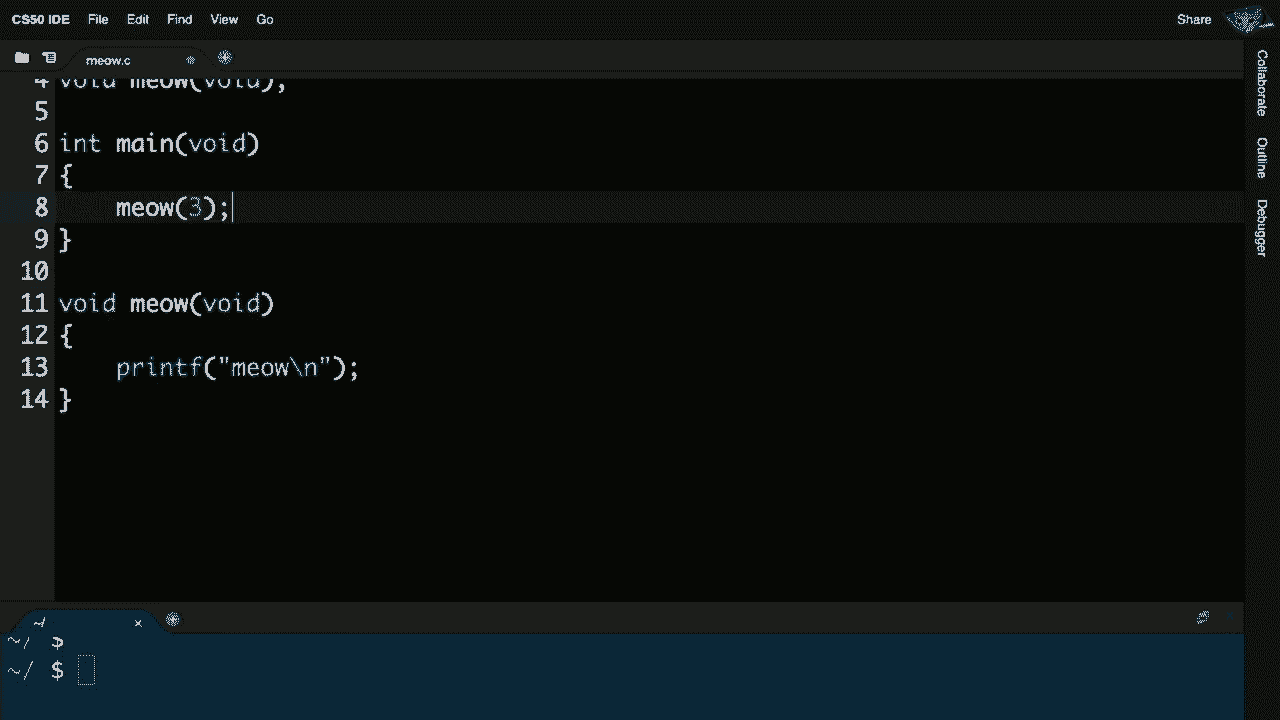 CS50 IDE File Edit Find View Go Share
meow.c
4 void meow(void);
5
6 int main(void)
7 {
8     meow(3);
9 }
10
11 void meow(void)
12 {
13     printf("meow\n");
14 }
Collaborate
Outline
Debugger
~/
~/ $
~/ $